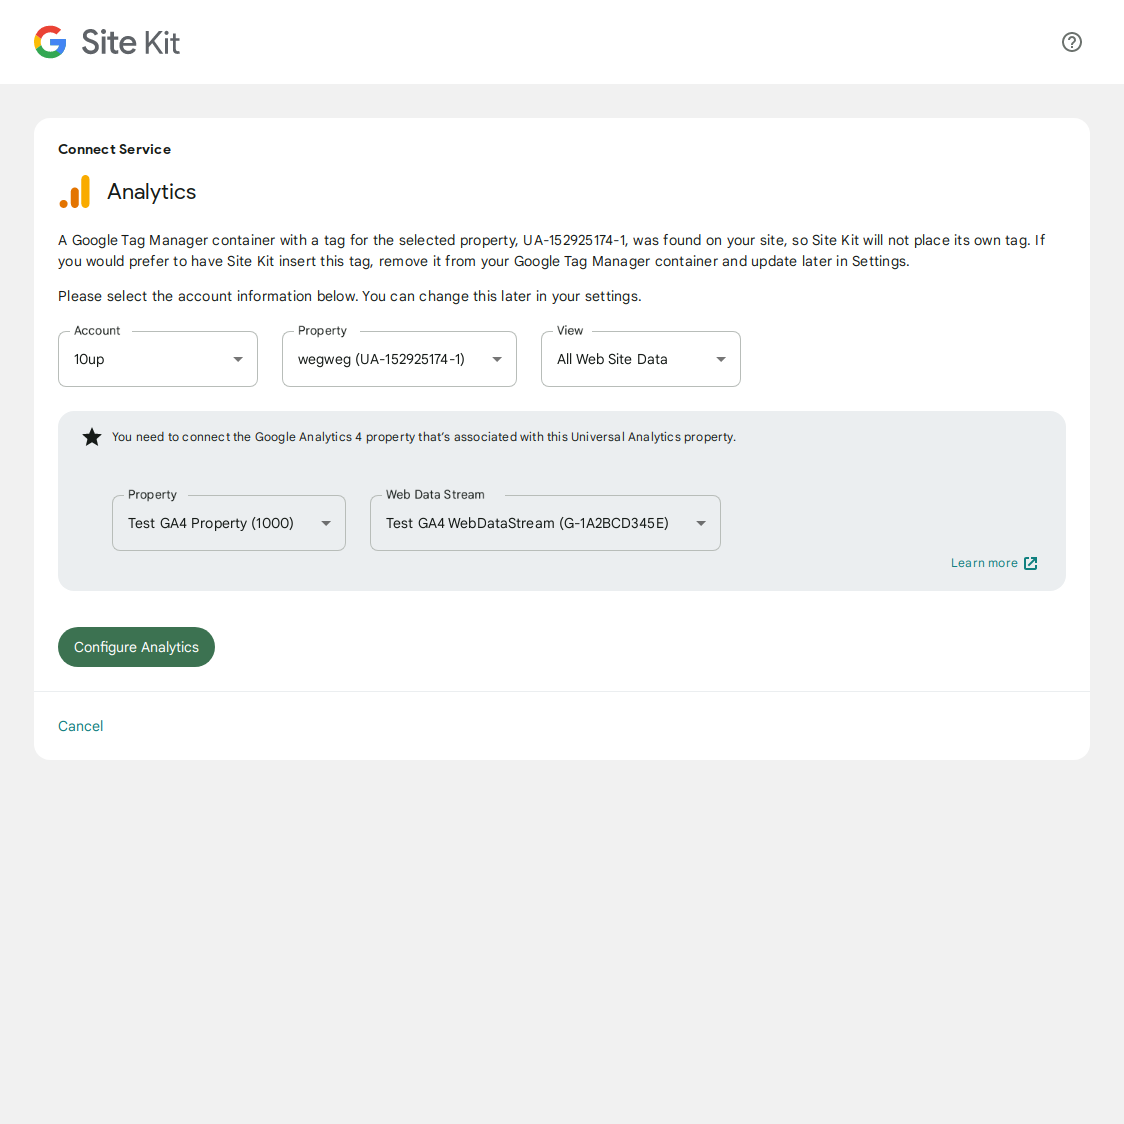 Site Kit
Connect Service
Analytics
A Google Tag Manager container with a tag for the selected property, UA-152925174-1, was found on your site, so Site Kit will not place its own tag. If
you would prefer to have Site Kit insert this tag, remove it from your Google Tag Manager container and update later in Settings.
Please select the account information below. You can change this later in your settings.
Account
10up
Property
wegweg (UA-152925174-1)
View
All Web Site Data
You need to connect the Google Analytics 4 property that’s associated with this Universal Analytics property.
Property
Test GA4 Property (1000)
Web Data Stream
Test GA4 WebDataStream (G-1A2BCD345E)
Learn more
Configure Analytics
Cancel